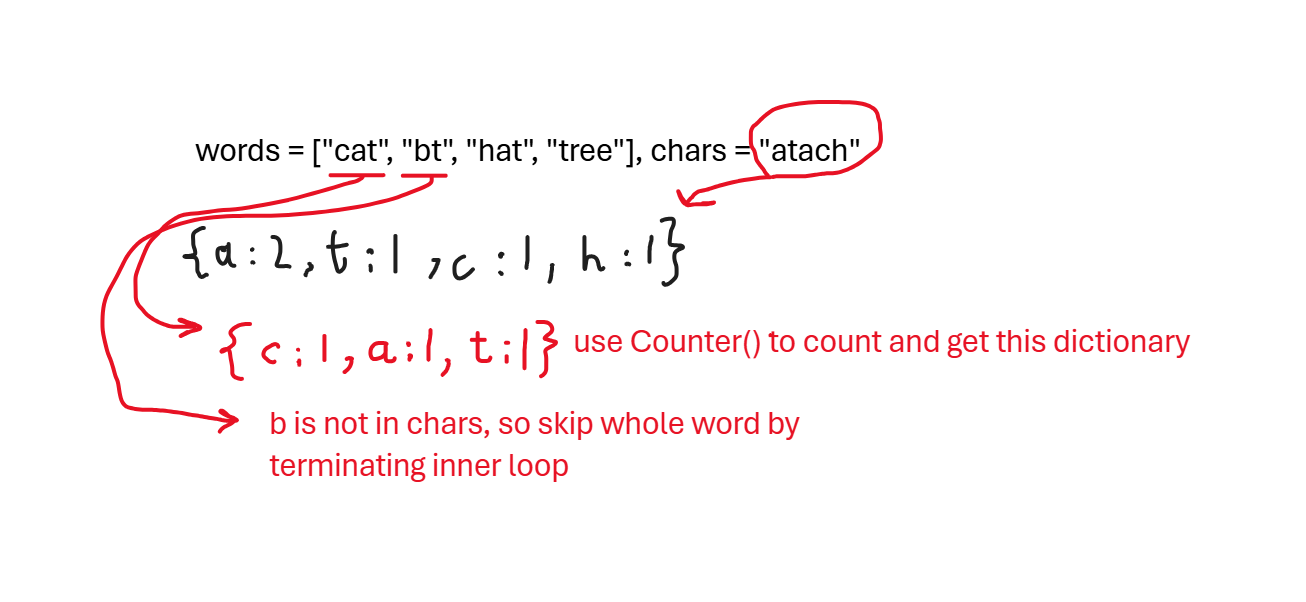 words = ["cat", "bt", "hat", "tree"], chars = "atach"
{a:2,t:1,c:1,h:1}
{c:1,a:1,t:1} use Counter() to count and get this dictionary
b is not in chars, so skip whole word by
terminating inner loop